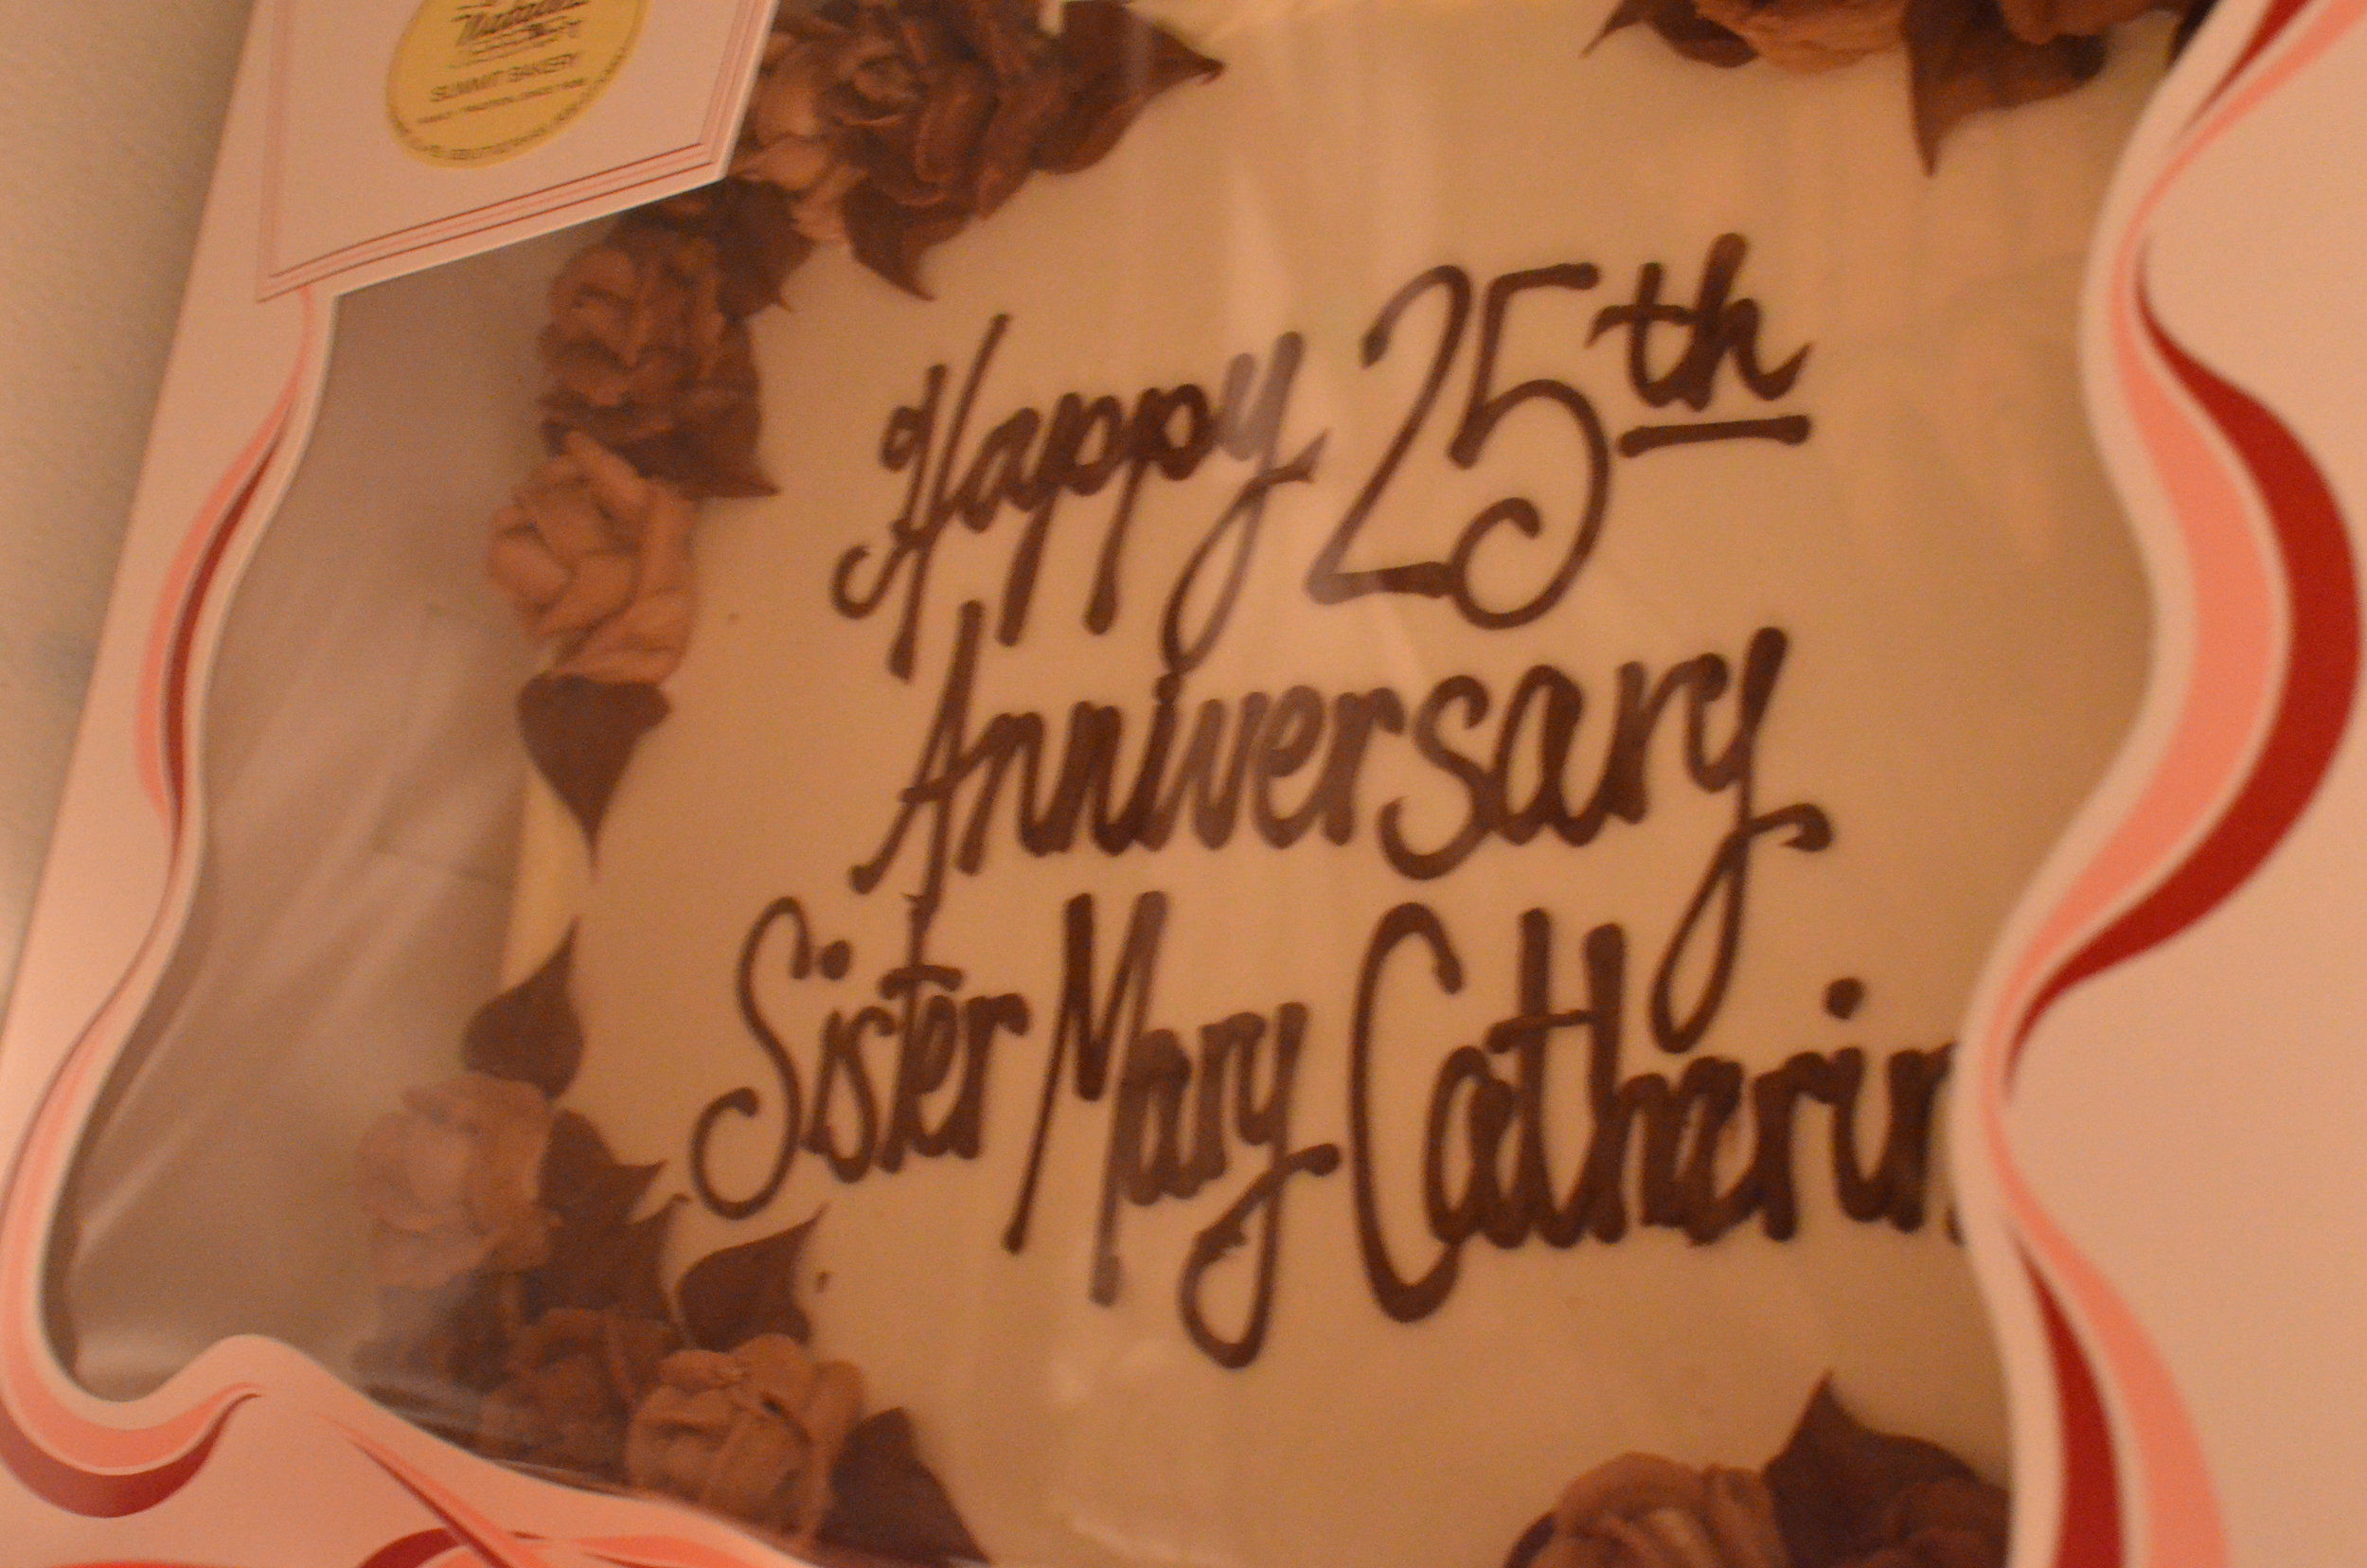 SUMMIT BAKERY
Happy 25th
Anniversary
Sister Mary Catherin